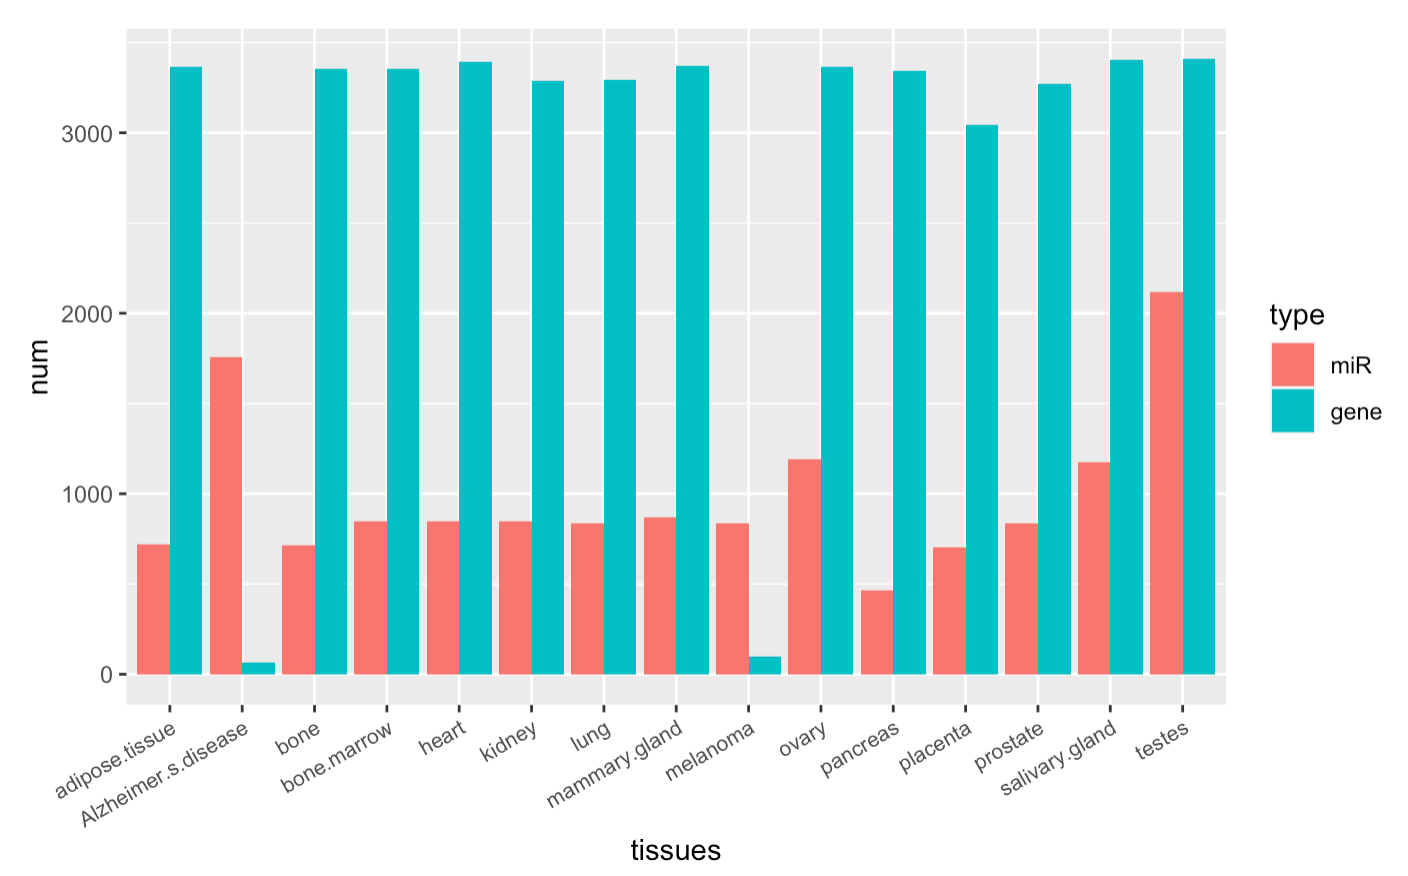 3000
2000
1000
0
num
adipose.tissue
Alzheimer.s.disease
bone
bone.marrow
heart
kidney
lung
mammary.gland
melanoma
ovary
pancreas
placenta
prostate
salivary.gland
testes
tissues
type
miR
gene